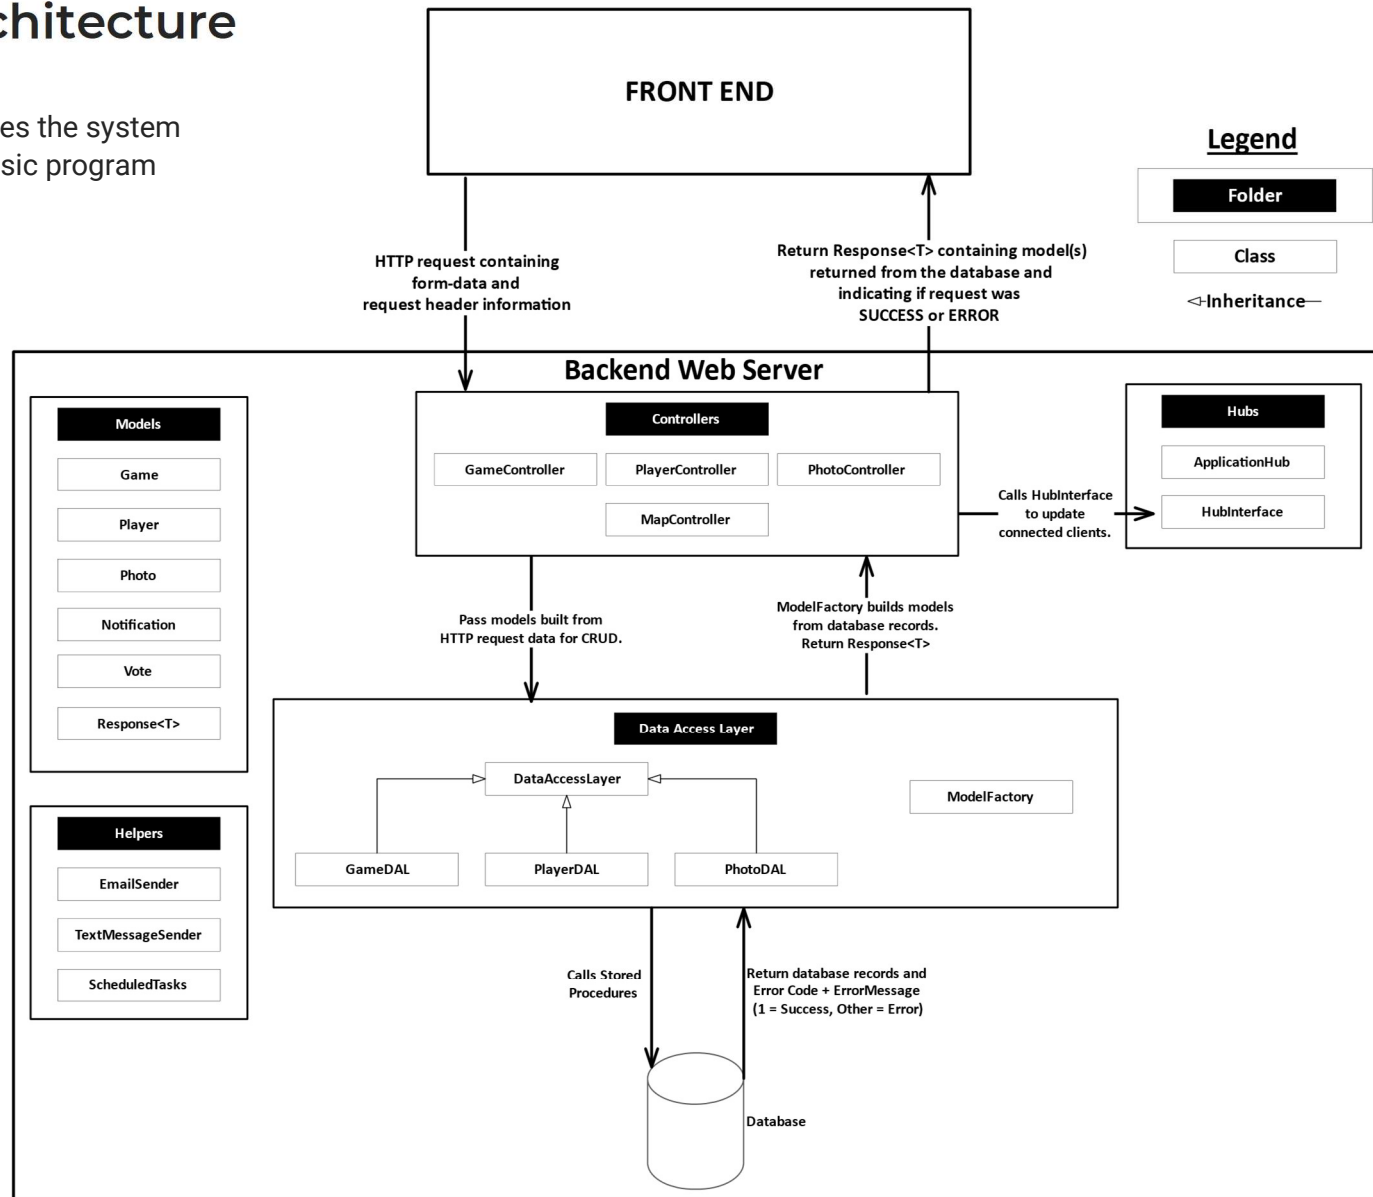 chitecture
es the system
sic program
FRONT END
Legend
Folder
Class
Inheritance
HTTP request containing
form-data and
request header information
Return Response<T> containing model(s)
returned from the database and
indicating if request was
SUCCESS or ERROR
Backend Web Server
Models
Game
Player
Photo
Notification
Vote
Response<T>
Controllers
GameController
PlayerController
PhotoController
MapController
Calls HubInterface
to update
connected clients.
Hubs
ApplicationHub
HubInterface
Pass models built from
HTTP request data for CRUD.
ModelFactory builds models
from database records.
Return Response<T>
Helpers
EmailSender
TextMessageSender
ScheduledTasks
Data Access Layer
DataAccessLayer
ModelFactory
GameDAL
PlayerDAL
PhotoDAL
Calls Stored
Procedures
Return database records and
Error Code + ErrorMessage
(1 = Success, Other = Error)
Database